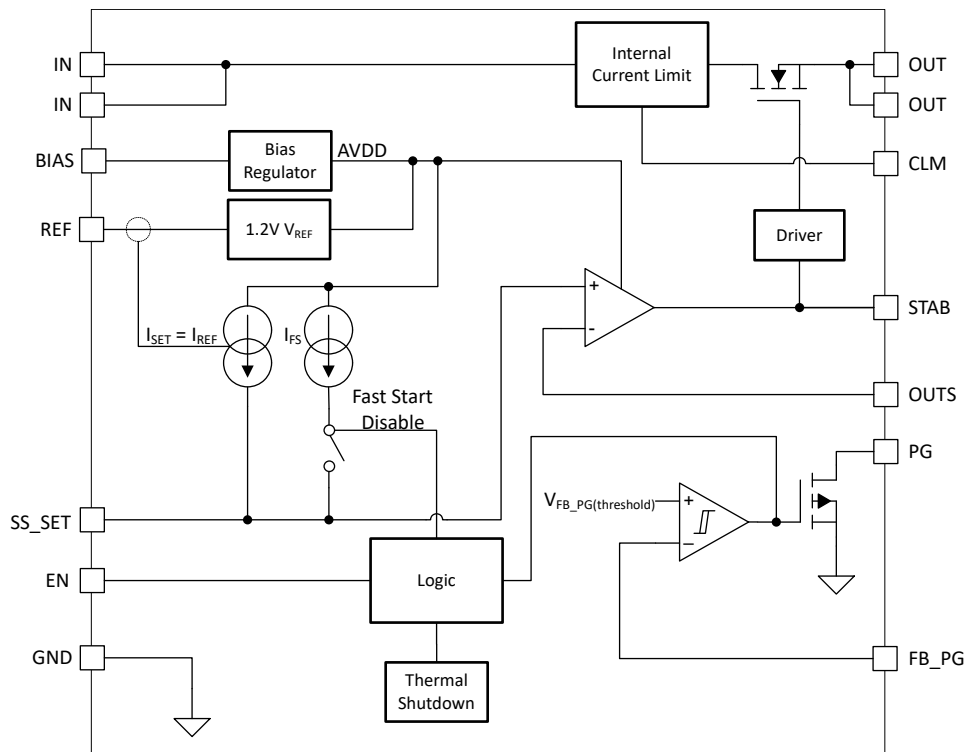 IN
Internal
Current Limit
OUT
IN
OUT
BIAS
Bias
Regulator
AVDD
CLM
REF
1.2V V_REF
Driver
+
-
STAB
I_SET = I_REF
I_FS
Fast Start
Disable
OUTS
PG
V_FB_PG(threshold)
+
−
SS_SET
EN
Logic
GND
Thermal
Shutdown
FB_PG